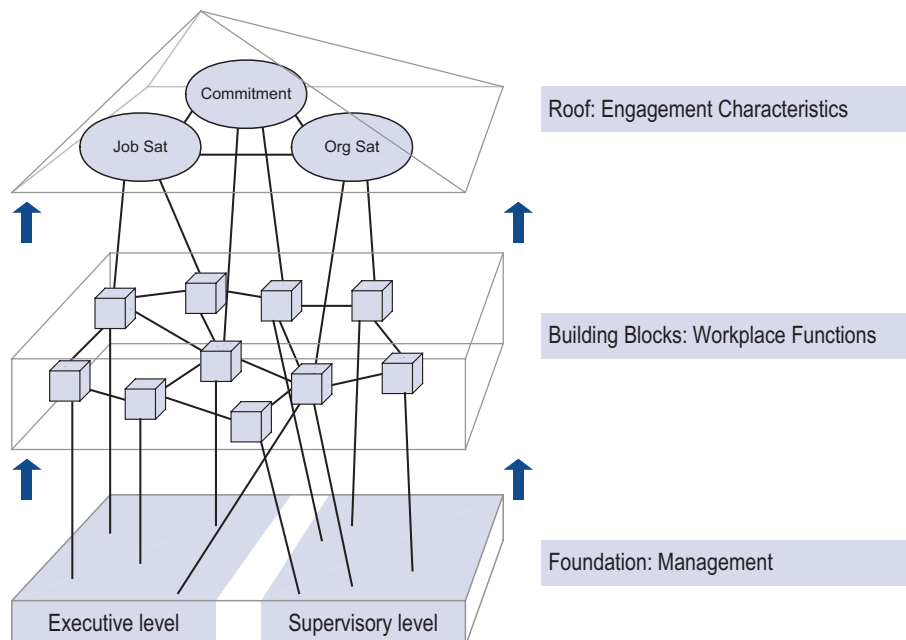 Commitment
Roof: Engagement Characteristics
Job Sat
Org Sat
Building Blocks: Workplace Functions
Foundation: Management
Executive level
Supervisory level